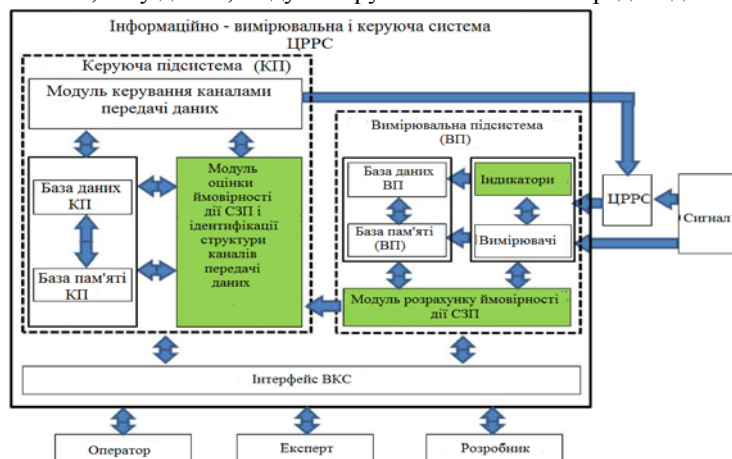 Інформаційно - вимірювальна і керуюча система
ЦРРС
Керуюча підсистема (КП)
Модуль керування каналами
передачі даних
База даних
КП
База пам'яті
КП
Модуль
оцінки
ймовірності
дії СЗП і
ідентифікації
структури
каналів
передачі
даних
Вимірювальна підсистема
(ВП)
База даних
ВП
База пам'яті
(ВП)
Індикатори
Вимірювачі
Модуль розрахунку ймовірності
дії СЗП
ЦРРС
Сигнал
Інтерфейс ВКС
Оператор
Експерт
Розробник